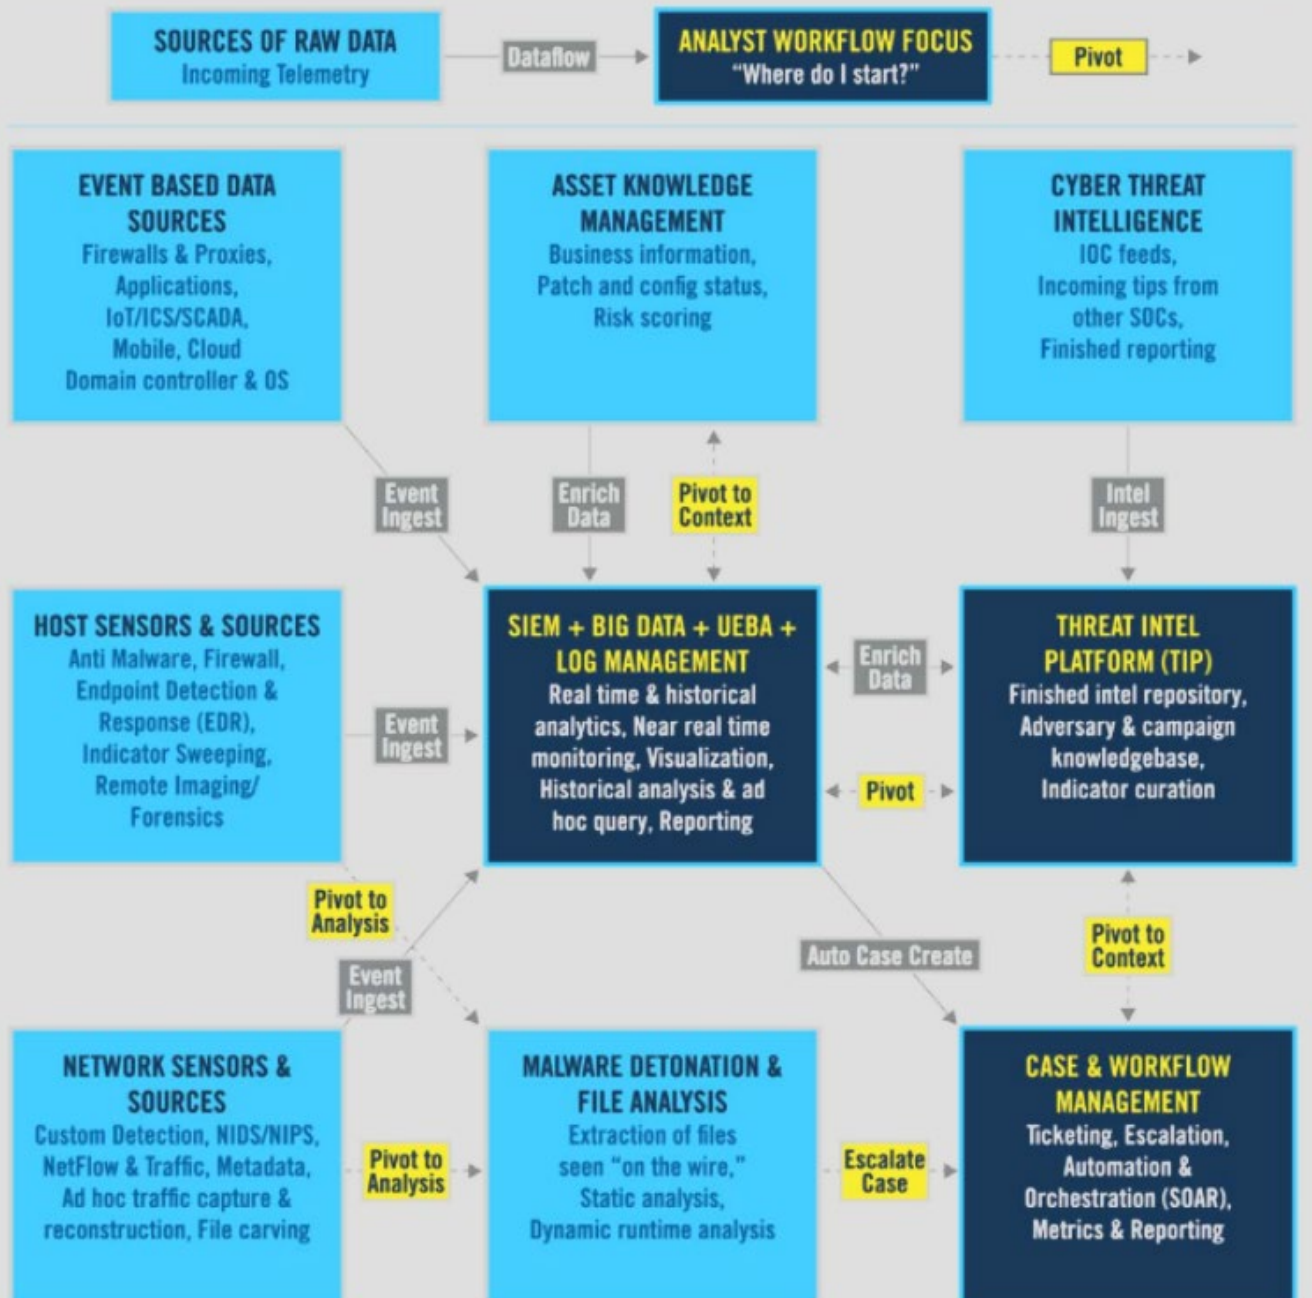 SOURCES OF RAW DATA
Incoming Telemetry
Dataflow
ANALYST WORKFLOW FOCUS
“Where do I start?”
Pivot
EVENT BASED DATA
SOURCES
Firewalls & Proxies,
Applications,
IoT/ICS/SCADA,
Mobile, Cloud
Domain controller & OS
ASSET KNOWLEDGE
MANAGEMENT
Business information,
Patch and config status,
Risk scoring
CYBER THREAT
INTELLIGENCE
IOC feeds,
Incoming tips from
other SOCs,
Finished reporting
Event
Ingest
Enrich
Data
Pivot to
Context
Intel
Ingest
HOST SENSORS & SOURCES
Anti Malware, Firewall,
Endpoint Detection &
Response (EDR),
Indicator Sweeping,
Remote Imaging/
Forensics
Event
Ingest
SIEM + BIG DATA + UEBA +
LOG MANAGEMENT
Real time & historical
analytics, Near real time
monitoring, Visualization,
Historical analysis & ad
hoc query, Reporting
Enrich
Data
Pivot
THREAT INTEL
PLATFORM (TIP)
Finished intel repository,
Adversary & campaign
knowledgebase,
Indicator curation
Pivot to
Analysis
Event
Ingest
Auto Case Create
Pivot to
Context
NETWORK SENSORS &
SOURCES
Custom Detection, NIDS/NIPS,
NetFlow & Traffic, Metadata,
Ad hoc traffic capture &
reconstruction, File carving
Pivot to
Analysis
MALWARE DETONATION &
FILE ANALYSIS
Extraction of files
seen “on the wire,”
Static analysis,
Dynamic runtime analysis
Escalate
Case
CASE & WORKFLOW
MANAGEMENT
Ticketing, Escalation,
Automation &
Orchestration (SOAR),
Metrics & Reporting